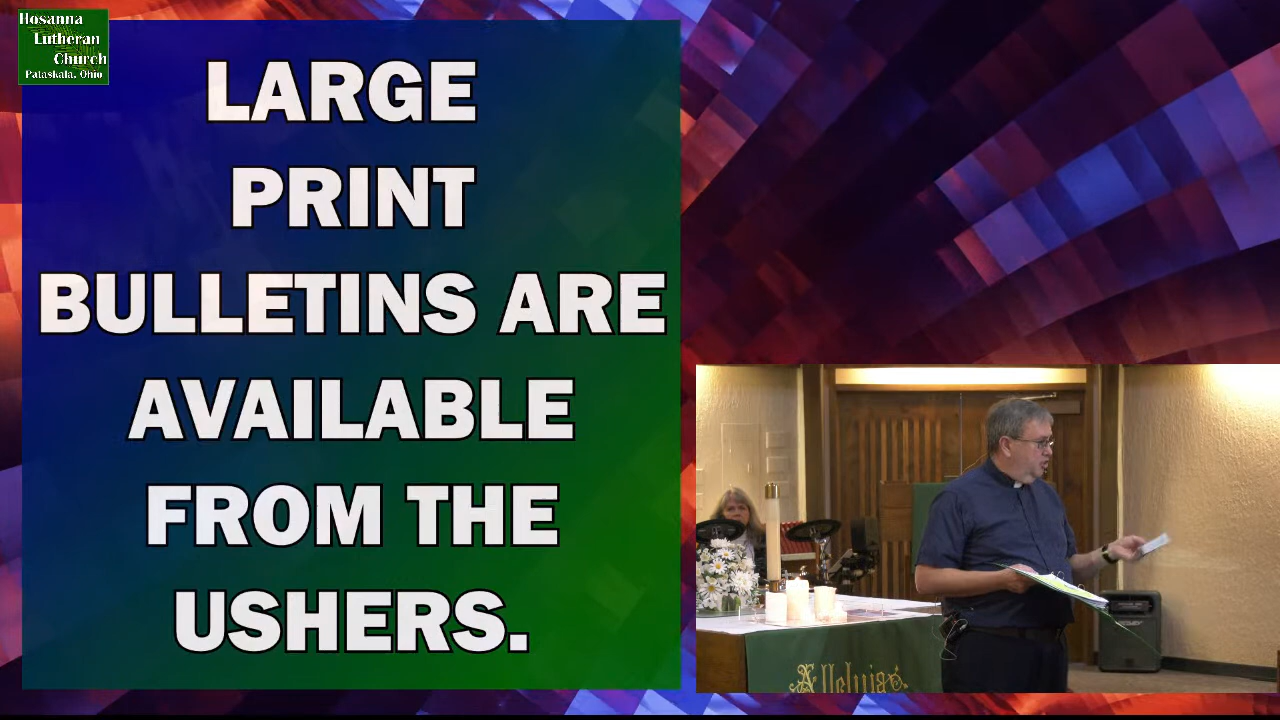 Hosanna
Lutheran
Church
Pataskala, Ohio
LARGE
PRINT
BULLETINS ARE
AVAILABLE
FROM THE
USHERS.
Alleluia